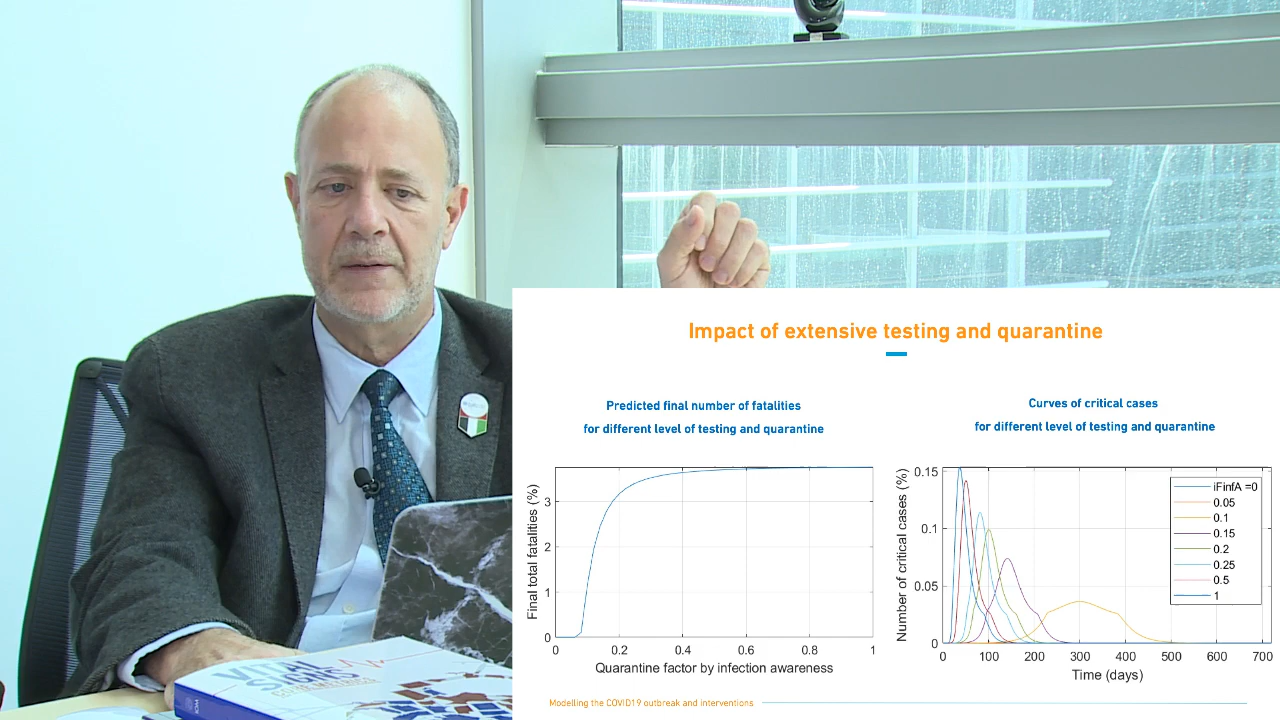 VITAL
SIGNS
CORE METRICS
Impact of extensive testing and quarantine
Predicted final number of fatalities
for different level of testing and quarantine
Final total fatalities (%)
3
2
1
0
0
0.2
0.4
0.6
0.8
1
Quarantine factor by infection awareness
Curves of critical cases
for different level of testing and quarantine
Number of critical cases (%)
0.15
0.1
0.05
0
iFinfA =0
0.05
0.1
0.15
0.2
0.25
0.5
1
0
100
200
300
400
500
600
700
Time (days)
Modelling the COVID19 outbreak and interventions